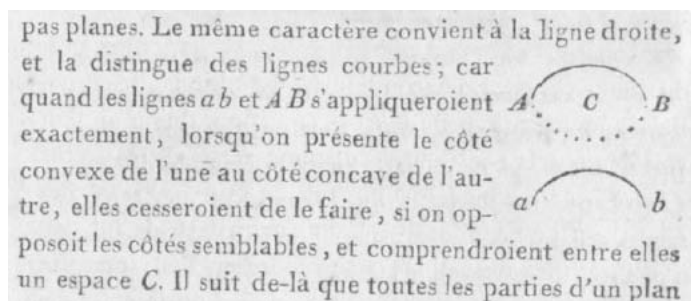 pas planes. Le même caractère convient à la ligne droite,
et la distingue des lignes courbes; car
quand les lignes a b et A B s'appliqueroient
exactement, lorsqu'on présente le côté
convexe de l'une au côté concave de l'au-
tre, elles cesseroient de le faire, si on op-
posoit les côtés semblables, et comprendroient entre elles
un espace C. Il suit de-là que toutes les parties d'un plan
A C B
a b